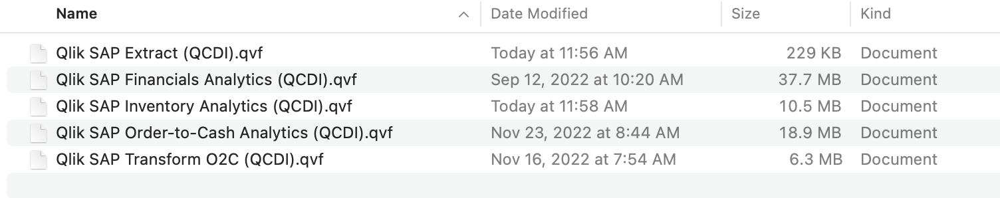 Name Date Modified Size Kind
Qlik SAP Extract (QCDI).qvf Today at 11:56 AM 229 KB Document
Qlik SAP Financials Analytics (QCDI).qvf Sep 12, 2022 at 10:20 AM 37.7 MB Document
Qlik SAP Inventory Analytics (QCDI).qvf Today at 11:58 AM 10.5 MB Document
Qlik SAP Order-to-Cash Analytics (QCDI).qvf Nov 23, 2022 at 8:44 AM 18.9 MB Document
Qlik SAP Transform O2C (QCDI).qvf Nov 16, 2022 at 7:54 AM 6.3 MB Document